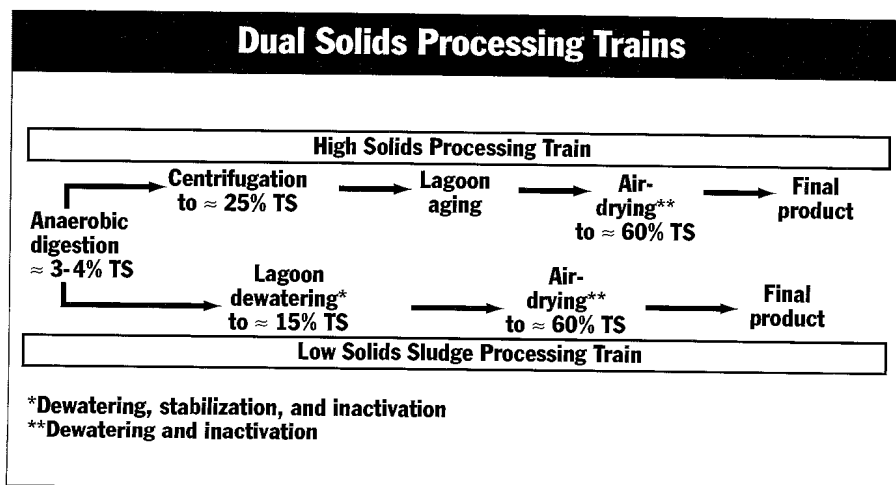 Dual Solids Processing Trains
High Solids Processing Train
Anaerobic
digestion
≈ 3-4% TS
Centrifugation
to ≈ 25% TS
Lagoon
aging
Air-
drying**
to ≈ 60% TS
Final
product
Lagoon
dewatering*
to ≈ 15% TS
Air-
drying**
to ≈ 60% TS
Final
product
Low Solids Sludge Processing Train
*Dewatering, stabilization, and inactivation
**Dewatering and inactivation